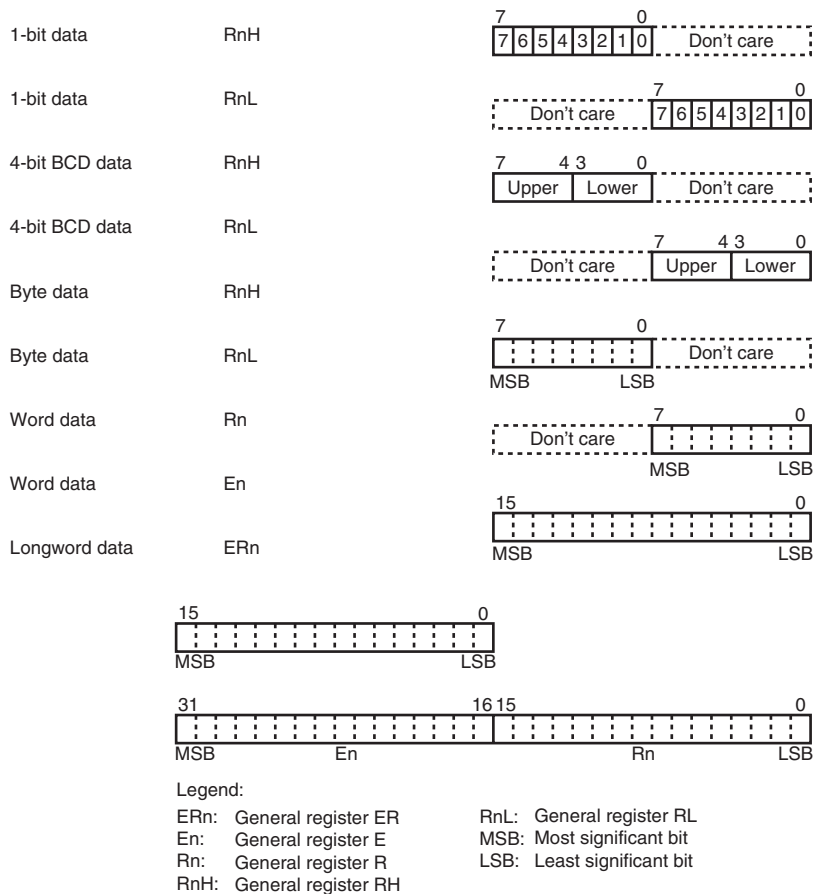 7 0
1-bit data RnH 7 6 5 4 3 2 1 0 Don't care
7 0
1-bit data RnL Don't care 7 6 5 4 3 2 1 0
4-bit BCD data RnH 7 4 3 0
Upper Lower Don't care
4-bit BCD data RnL
7 4 3 0
Don't care Upper Lower
Byte data RnH
7 0
Byte data RnL Don't care
MSB LSB
Word data Rn 7 0
Don't care
MSB LSB
Word data En
15 0
Longword data ERn MSB LSB
15 0
MSB LSB
31 16 15 0
MSB En Rn LSB
Legend:
ERn: General register ER RnL: General register RL
En: General register E MSB: Most significant bit
Rn: General register R LSB: Least significant bit
RnH: General register RH